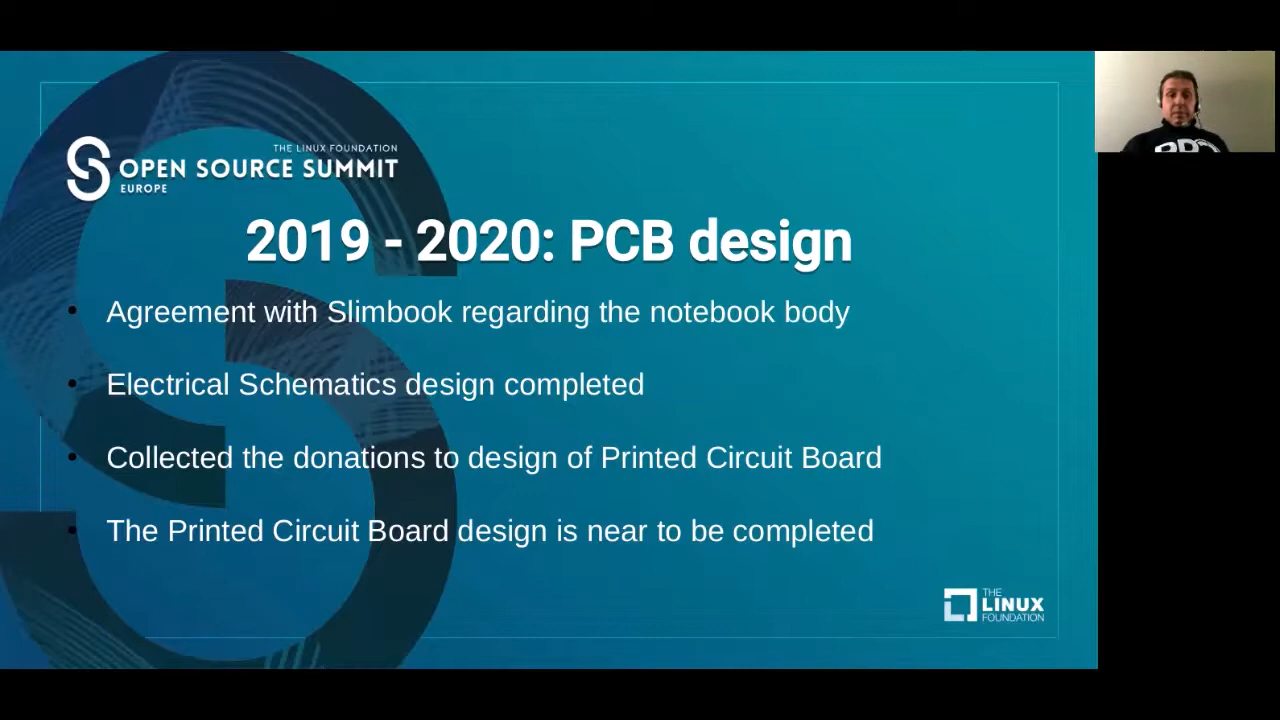 THE LINUX FOUNDATION
OPEN SOURCE SUMMIT
EUROPE
2019 - 2020: PCB design
Agreement with Slimbook regarding the notebook body
Electrical Schematics design completed
Collected the donations to design of Printed Circuit Board
The Printed Circuit Board design is near to be completed
THE
LINUX
FOUNDATION